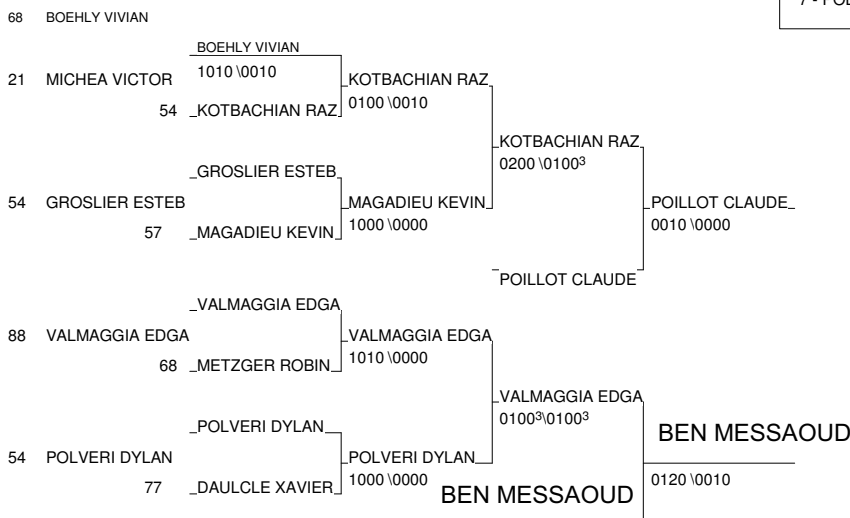 7 - POL
68 BOEHLY VIVIAN
BOEHLY VIVIAN
21 MICHEA VICTOR 1010 \0010 KOTBACHIAN RAZ
54 KOTBACHIAN RAZ 0100 \0010
KOTBACHIAN RAZ
0200 \0100³
GROSLIER ESTEB
54 GROSLIER ESTEB MAGADIEU KEVIN POILLOT CLAUDE
57 MAGADIEU KEVIN 1000 \0000 0010 \0000
POILLOT CLAUDE
VALMAGGIA EDGA
88 VALMAGGIA EDGA VALMAGGIA EDGA
68 METZGER ROBIN 1010 \0000
VALMAGGIA EDGA
0100³\0100³
POLVERI DYLAN BEN MESSAOUD
54 POLVERI DYLAN POLVERI DYLAN
77 DAULCLE XAVIER 1000 \0000 BEN MESSAOUD 0120 \0010